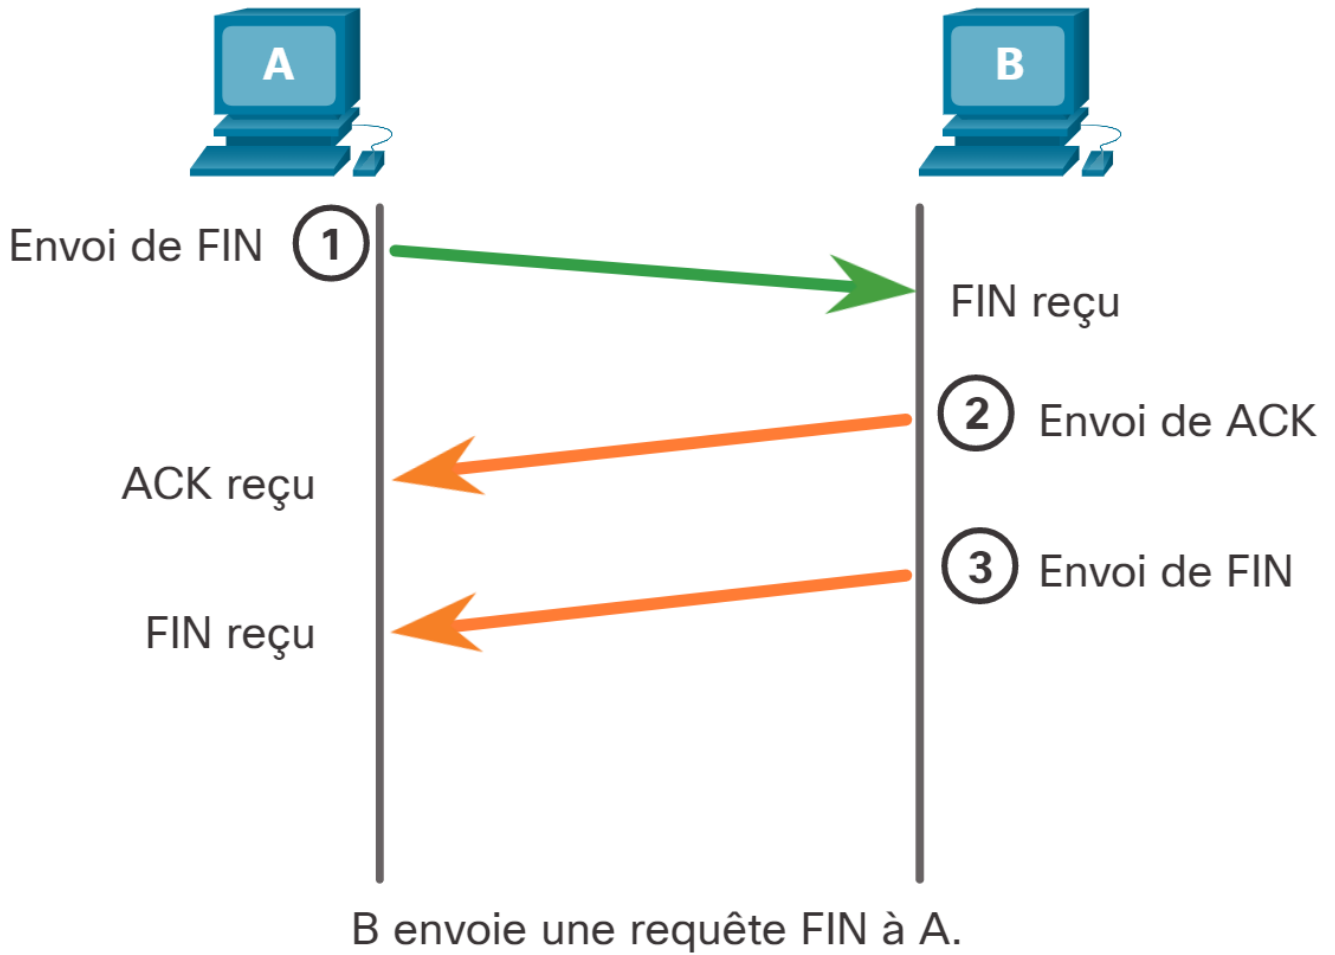 A
B
Envoi de FIN 1
FIN reçu
2 Envoi de ACK
ACK reçu
3 Envoi de FIN
FIN reçu
B envoie une requête FIN à A.